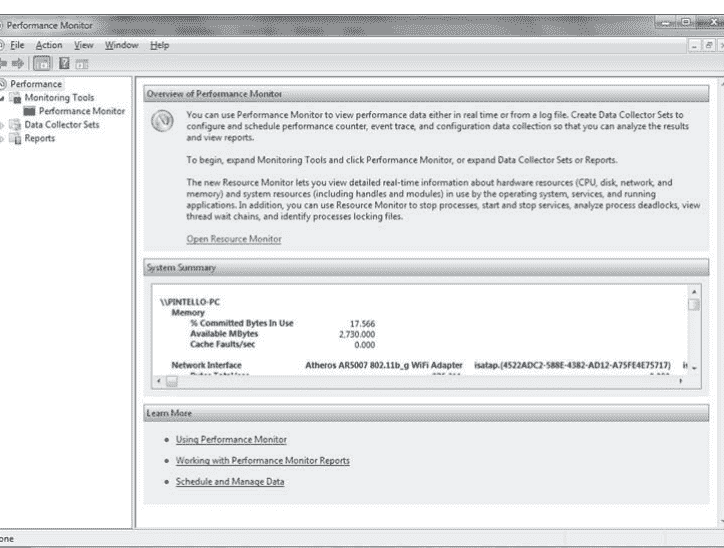 Performance Monitor
File Action View Window Help
Performance
Monitoring Tools
Performance Monitor
Data Collector Sets
Reports
Overview of Performance Monitor
You can use Performance Monitor to view performance data either in real time or from a log file. Create Data Collector Sets to
configure and schedule performance counter, event trace, and configuration data collection so that you can analyze the results
and view reports.
To begin, expand Monitoring Tools and click Performance Monitor, or expand Data Collector Sets or Reports.
The new Resource Monitor lets you view detailed real-time information about hardware resources (CPU, disk, network, and
memory) and system resources (including handles and modules) in use by the operating system, services, and running
applications. In addition, you can use Resource Monitor to stop processes, start and stop services, analyze process deadlocks, view
thread wait chains, and identify processes locking files.
Open Resource Monitor
System Summary
\\PINTELLO-PC
Memory
% Committed Bytes In Use 17.566
Available MBytes 2,730.000
Cache Faults/sec 0.000
Network Interface Atheros AR5007 802.11b_g WiFi Adapter isatap.{4522ADC2-588E-4382-AD12-A75FE4E75717}
Learn More
Using Performance Monitor
Working with Performance Monitor Reports
Schedule and Manage Data
one